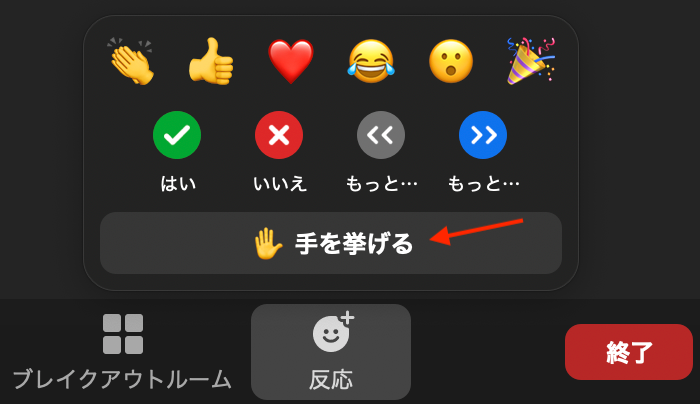 はい
いいえ
もっと…
もっと…
手を挙げる
ブレイクアウトルーム
反応
終了